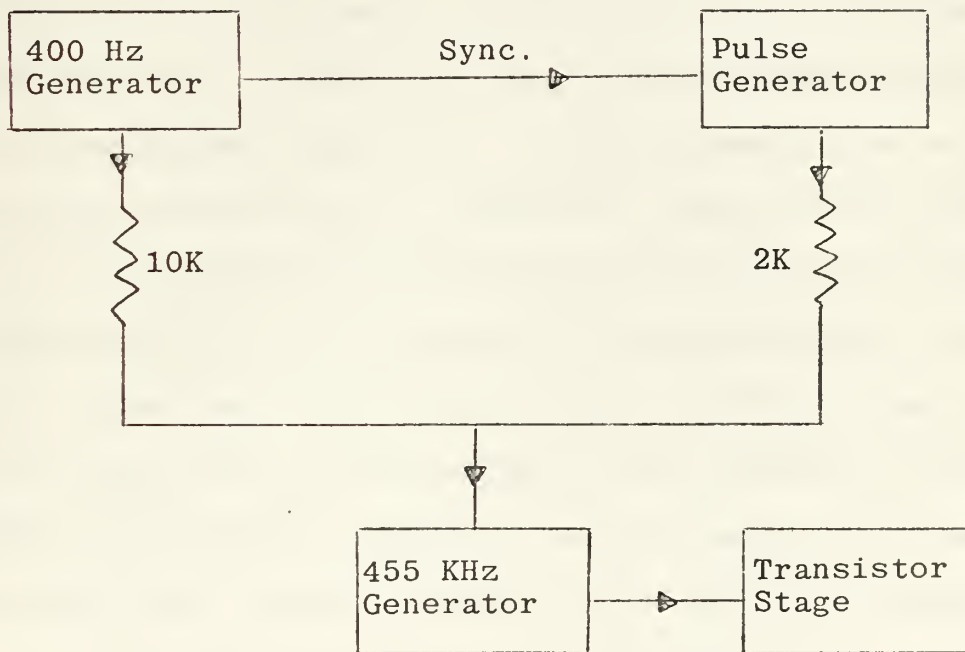 400 Hz
Generator
Sync.
Pulse
Generator
10K
2K
455 KHz
Generator
Transistor
Stage